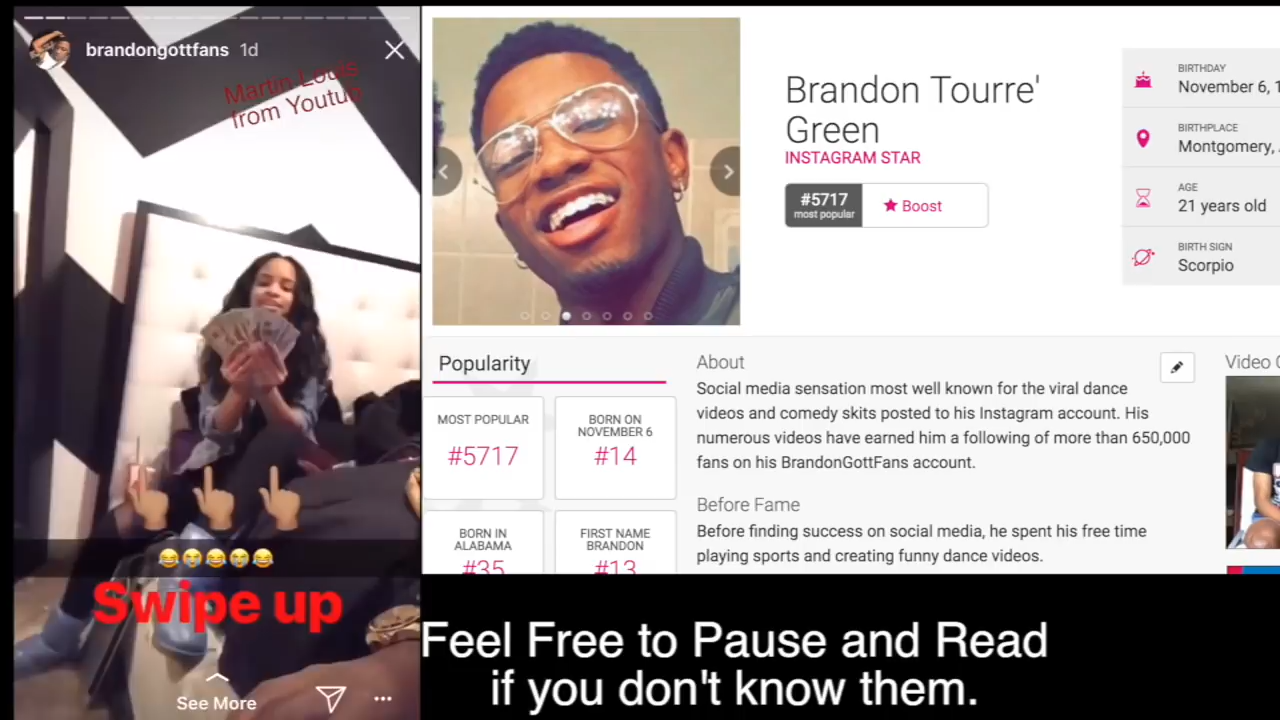 brandongottfans 1d
Martin Louis
from Youtub
Swipe up
See More
Brandon Tourre'
Green
INSTAGRAM STAR
#5717
most popular
Boost
BIRTHDAY
November 6, 1
BIRTHPLACE
Montgomery,
AGE
21 years old
BIRTH SIGN
Scorpio
Popularity
MOST POPULAR
#5717
BORN ON
NOVEMBER 6
#14
BORN IN
ALABAMA
#35
FIRST NAME
BRANDON
#13
About
Social media sensation most well known for the viral dance
videos and comedy skits posted to his Instagram account. His
numerous videos have earned him a following of more than 650,000
fans on his BrandonGottFans account.
Before Fame
Before finding success on social media, he spent his free time
playing sports and creating funny dance videos.
Video
Feel Free to Pause and Read
if you don't know them.